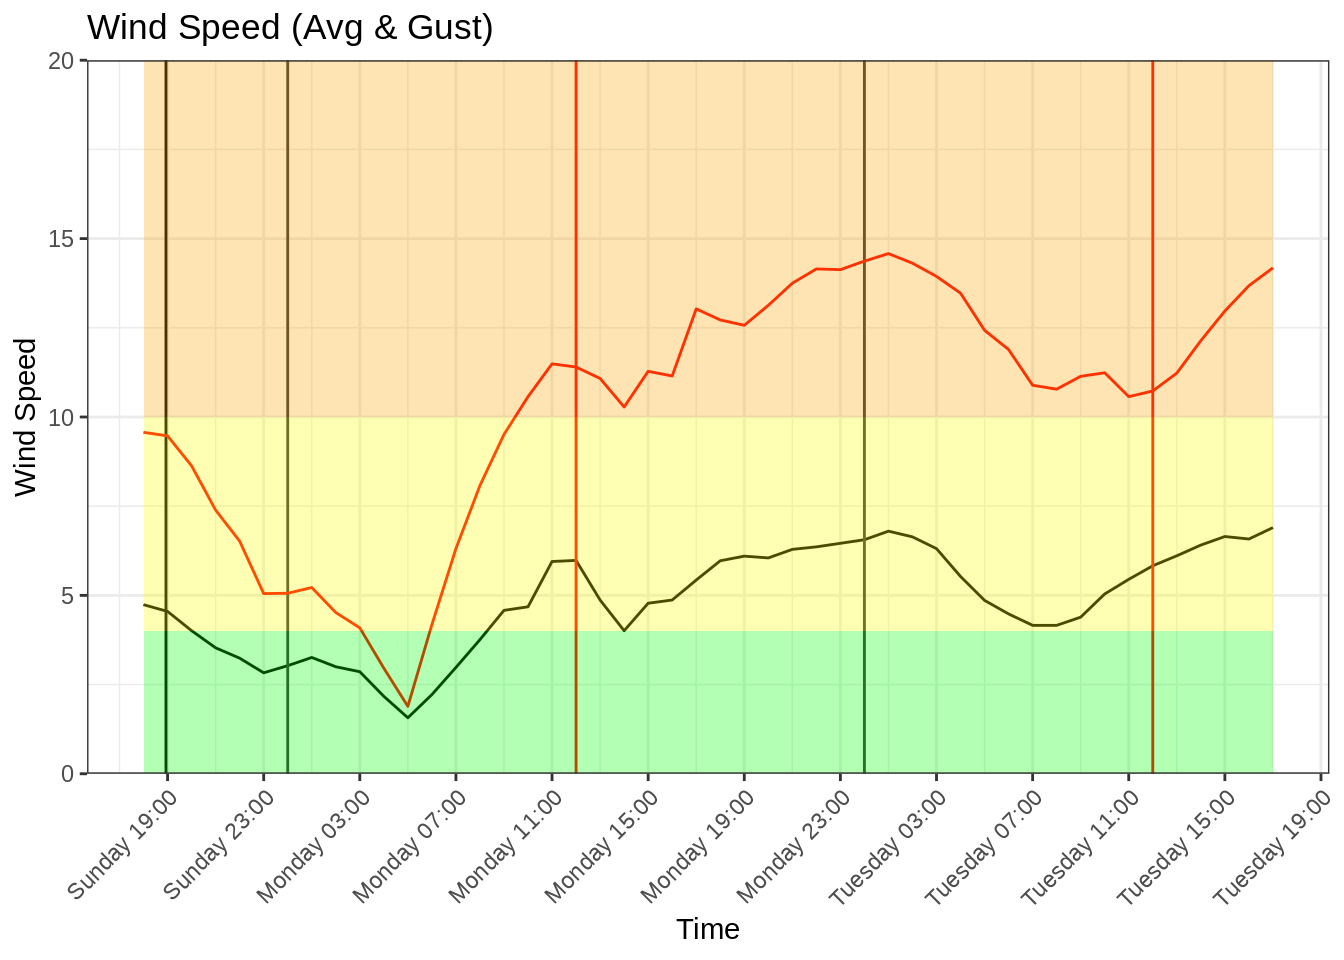 Wind Speed (Avg & Gust)
20
15
10
5
0
Wind Speed
Sunday 19:00
Sunday 23:00
Monday 03:00
Monday 07:00
Monday 11:00
Monday 15:00
Monday 19:00
Monday 23:00
Tuesday 03:00
Tuesday 07:00
Tuesday 11:00
Tuesday 15:00
Tuesday 19:00
Time